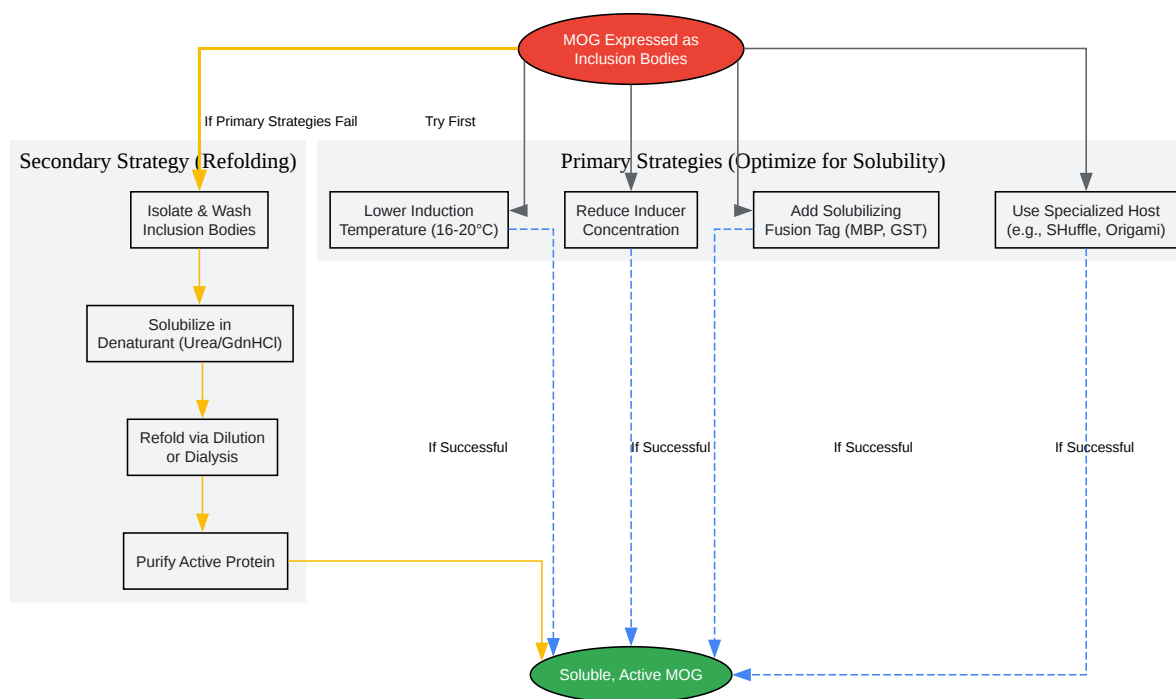 MOG Expressed as
Inclusion Bodies
If Primary Strategies Fail
Try First
Secondary Strategy (Refolding)
Primary Strategies (Optimize for Solubility)
Isolate & Wash
Inclusion Bodies
Lower Induction
Temperature (16-20°C)
Reduce Inducer
Concentration
Add Solubilizing
Fusion Tag (MBP, GST)
Use Specialized Host
(e.g., SHuffle, Origami)
Solubilize in
Denaturant (Urea/GdnHCl)
Refold via Dilution
or Dialysis
If Successful
If Successful
If Successful
If Successful
Purify Active Protein
Soluble, Active MOG